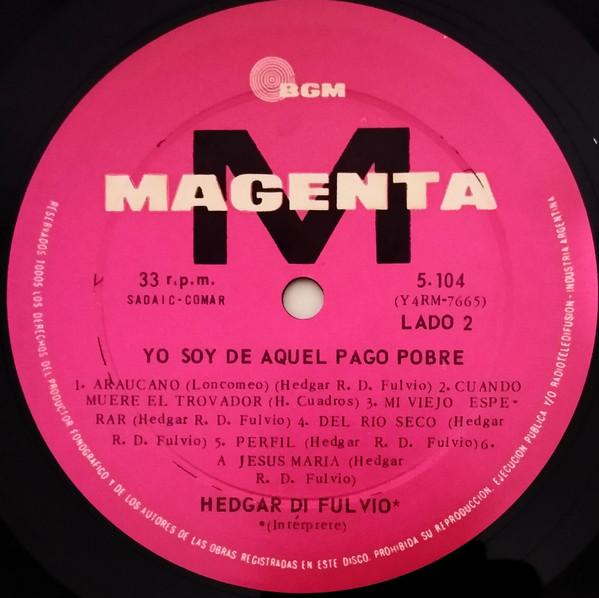 BGM
M
MAGENTA
33 r.p.m.
SADAIC-COMAR
5.104
(Y4RM-7665)
LADO 2
YO SOY DE AQUEL PAGO POBRE
1. ARAUCANO (Loncomeo) (Hedgar R. D. Fulvio) 2. CUANDO
MUERE EL TROVADOR (H. Cuadros) 3. MI VIEJO ESPE-
RAR (Hedgar R. D. Fulvio) 4. DEL RIO SECO (Hedgar
R. D. Fulvio) 5. PERFIL (Hedgar R. D. Fulvio)6.
A JESUS MARIA (Hedgar
R. D. Fulvio)
HEDGAR DI FULVIO*
*(Intérprete)
RESERVADOS TODOS LOS DERECHOS DEL PRODUCTOR FONOGRAFICO Y DE LOS AUTORES DE LAS OBRAS REGISTRADAS EN ESTE DISCO. PROHIBIDA SU REPRODUCCION, EJECUCION PUBLICA Y/O RADIOTELEDIFUSION - INDUSTRIA ARGENTINA